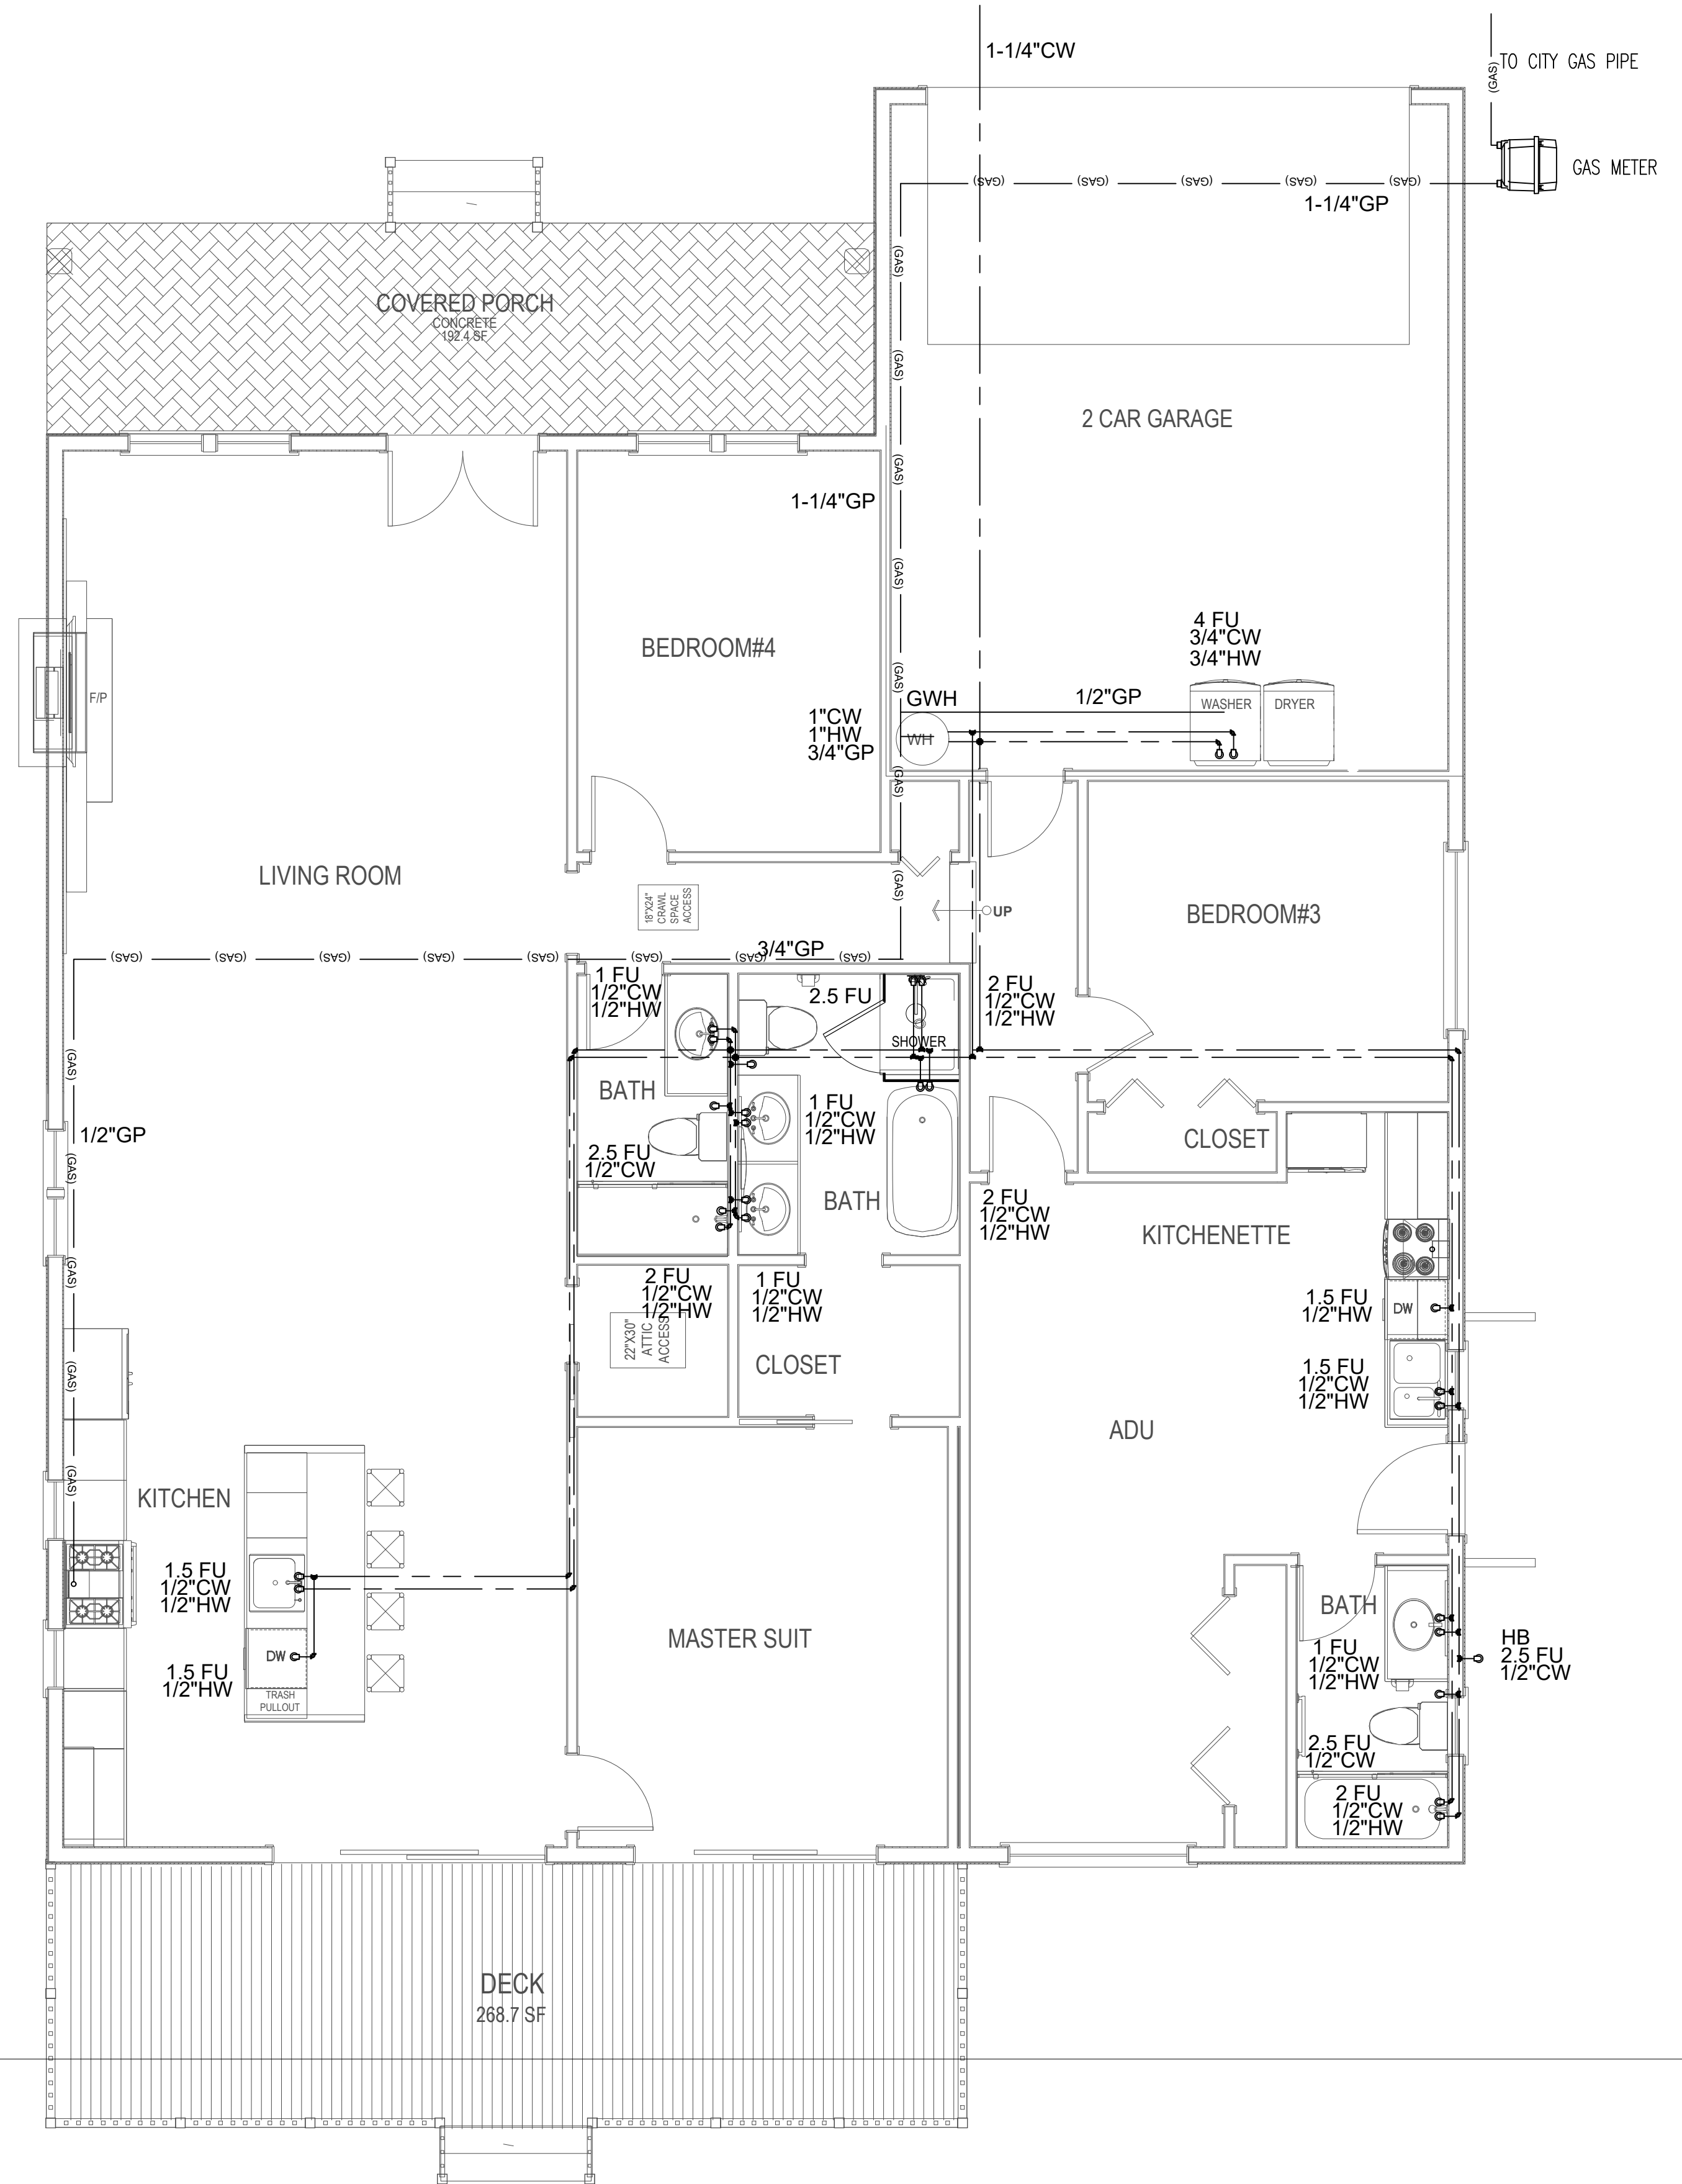 1-1/4"CW
TO CITY GAS PIPE
(GAS)
GAS METER
(GAS)
(GAS)
(GAS)
(GAS)
(GAS)
1-1/4"GP
(GAS)
COVERED PORCH
CONCRETE
192.4 SF
(GAS)
2 CAR GARAGE
(GAS)
1-1/4"GP
(GAS)
4 FU
3/4"CW
3/4"HW
BEDROOM#4
(GAS)
F/P
GWH
1/2"GP
WASHER
DRYER
1"CW
1"HW
3/4"GP
WH
(GAS)
LIVING ROOM
(GAS)
18"X24"
CRAWL
SPACE
ACCESS
UP
BEDROOM#3
3/4"GP
(GAS)
(GAS)
(GAS)
(GAS)
(GAS)
(GAS)
(GAS)
(GAS)
1 FU
1/2"CW
1/2"HW
2.5 FU
2 FU
1/2"CW
1/2"HW
SHOWER
(GAS)
BATH
1 FU
1/2"CW
1/2"HW
1/2"GP
2.5 FU
1/2"CW
CLOSET
(GAS)
BATH
2 FU
1/2"CW
1/2"HW
KITCHENETTE
(GAS)
2 FU
1/2"CW
1/2"HW
1 FU
1/2"CW
1/2"HW
1.5 FU
1/2"HW
DW
22"X30"
ATTIC
ACCESS
CLOSET
1.5 FU
1/2"CW
1/2"HW
(GAS)
ADU
(GAS)
KITCHEN
1.5 FU
1/2"CW
1/2"HW
BATH
MASTER SUIT
DW
1.5 FU
1/2"HW
TRASH
PULLOUT
1 FU
1/2"CW
1/2"HW
HB
2.5 FU
1/2"CW
2.5 FU
1/2"CW
2 FU
1/2"CW
1/2"HW
DECK
268.7 SF